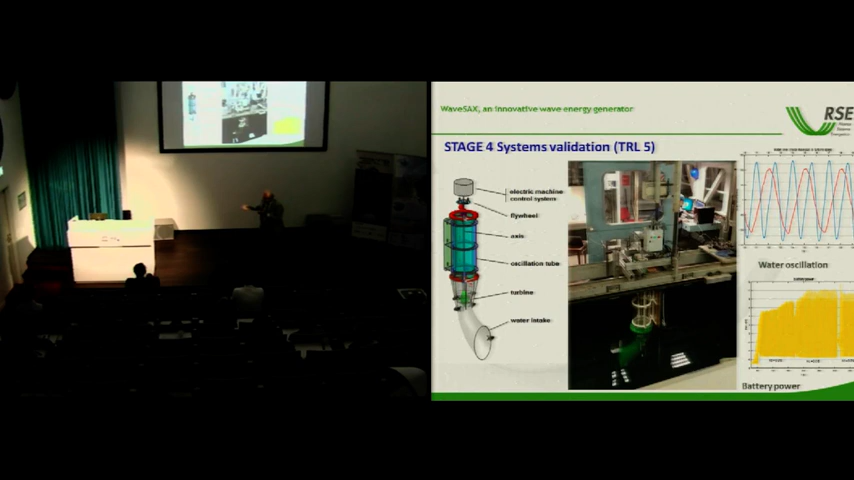 WaveSAX, an innovative wave energy generator
RSE
STAGE 4 Systems validation (TRL 5)
electric machine
control system
flywheel
axis
oscillation tube
turbine
water intake
Water oscillation
Battery power